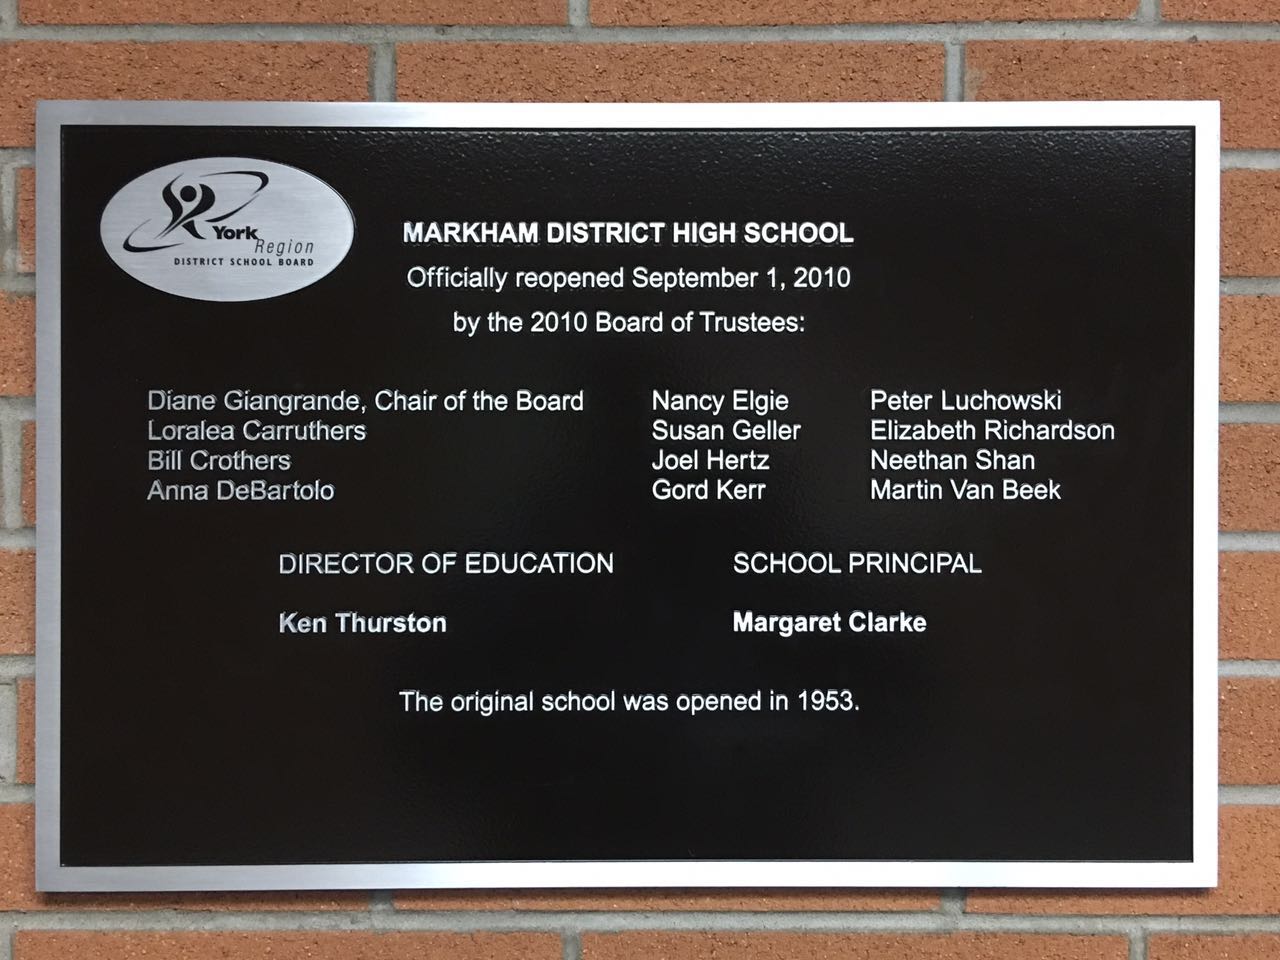 York
Region
DISTRICT SCHOOL BOARD
MARKHAM DISTRICT HIGH SCHOOL
Officially reopened September 1, 2010
by the 2010 Board of Trustees:
Diane Giangrande, Chair of the Board
Loralea Carruthers
Bill Crothers
Anna DeBartolo
Nancy Elgie
Susan Geller
Joel Hertz
Gord Kerr
Peter Luchowski
Elizabeth Richardson
Neethan Shan
Martin Van Beek
DIRECTOR OF EDUCATION
Ken Thurston
SCHOOL PRINCIPAL
Margaret Clarke
The original school was opened in 1953.